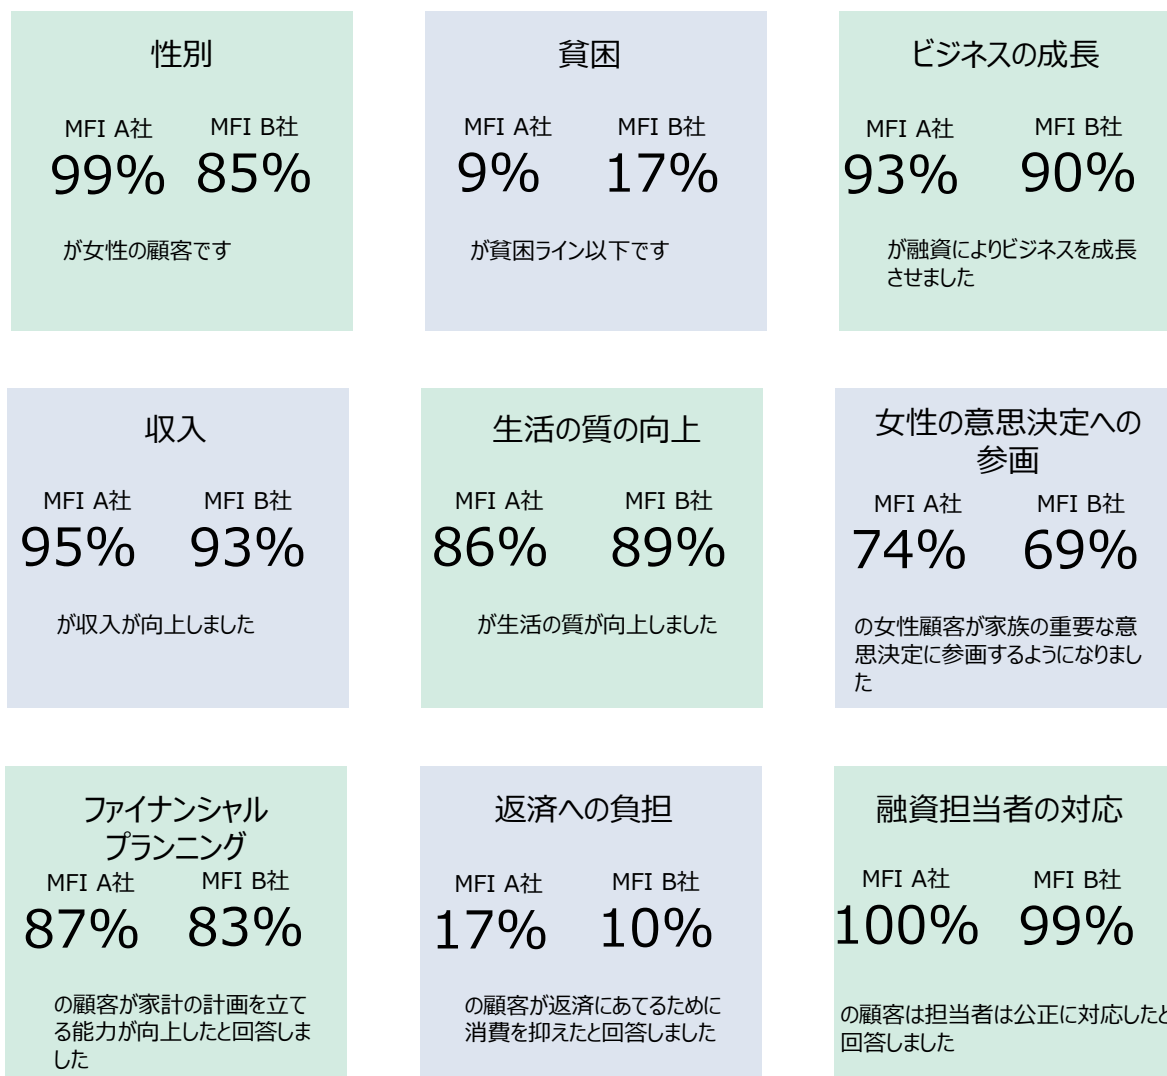 性別
MFI A社 MFI B社
99% 85%
が女性の顧客です
貧困
MFI A社 MFI B社
9% 17%
が貧困ライン以下です
ビジネスの成長
MFI A社 MFI B社
93% 90%
が融資によりビジネスを成長
させました
収入
MFI A社 MFI B社
95% 93%
が収入が向上しました
生活の質の向上
MFI A社 MFI B社
86% 89%
が生活の質が向上しました
女性の意思決定への
参画
MFI A社 MFI B社
74% 69%
の女性顧客が家族の重要な意
思決定に参画するようになりまし
た
ファイナンシャル
プランニング
MFI A社 MFI B社
87% 83%
の顧客が家計の計画を立て
る能力が向上したと回答しま
した
返済への負担
MFI A社 MFI B社
17% 10%
の顧客が返済にあてるために
消費を抑えたと回答しました
融資担当者の対応
MFI A社 MFI B社
100% 99%
の顧客は担当者は公正に対応したと
回答しました